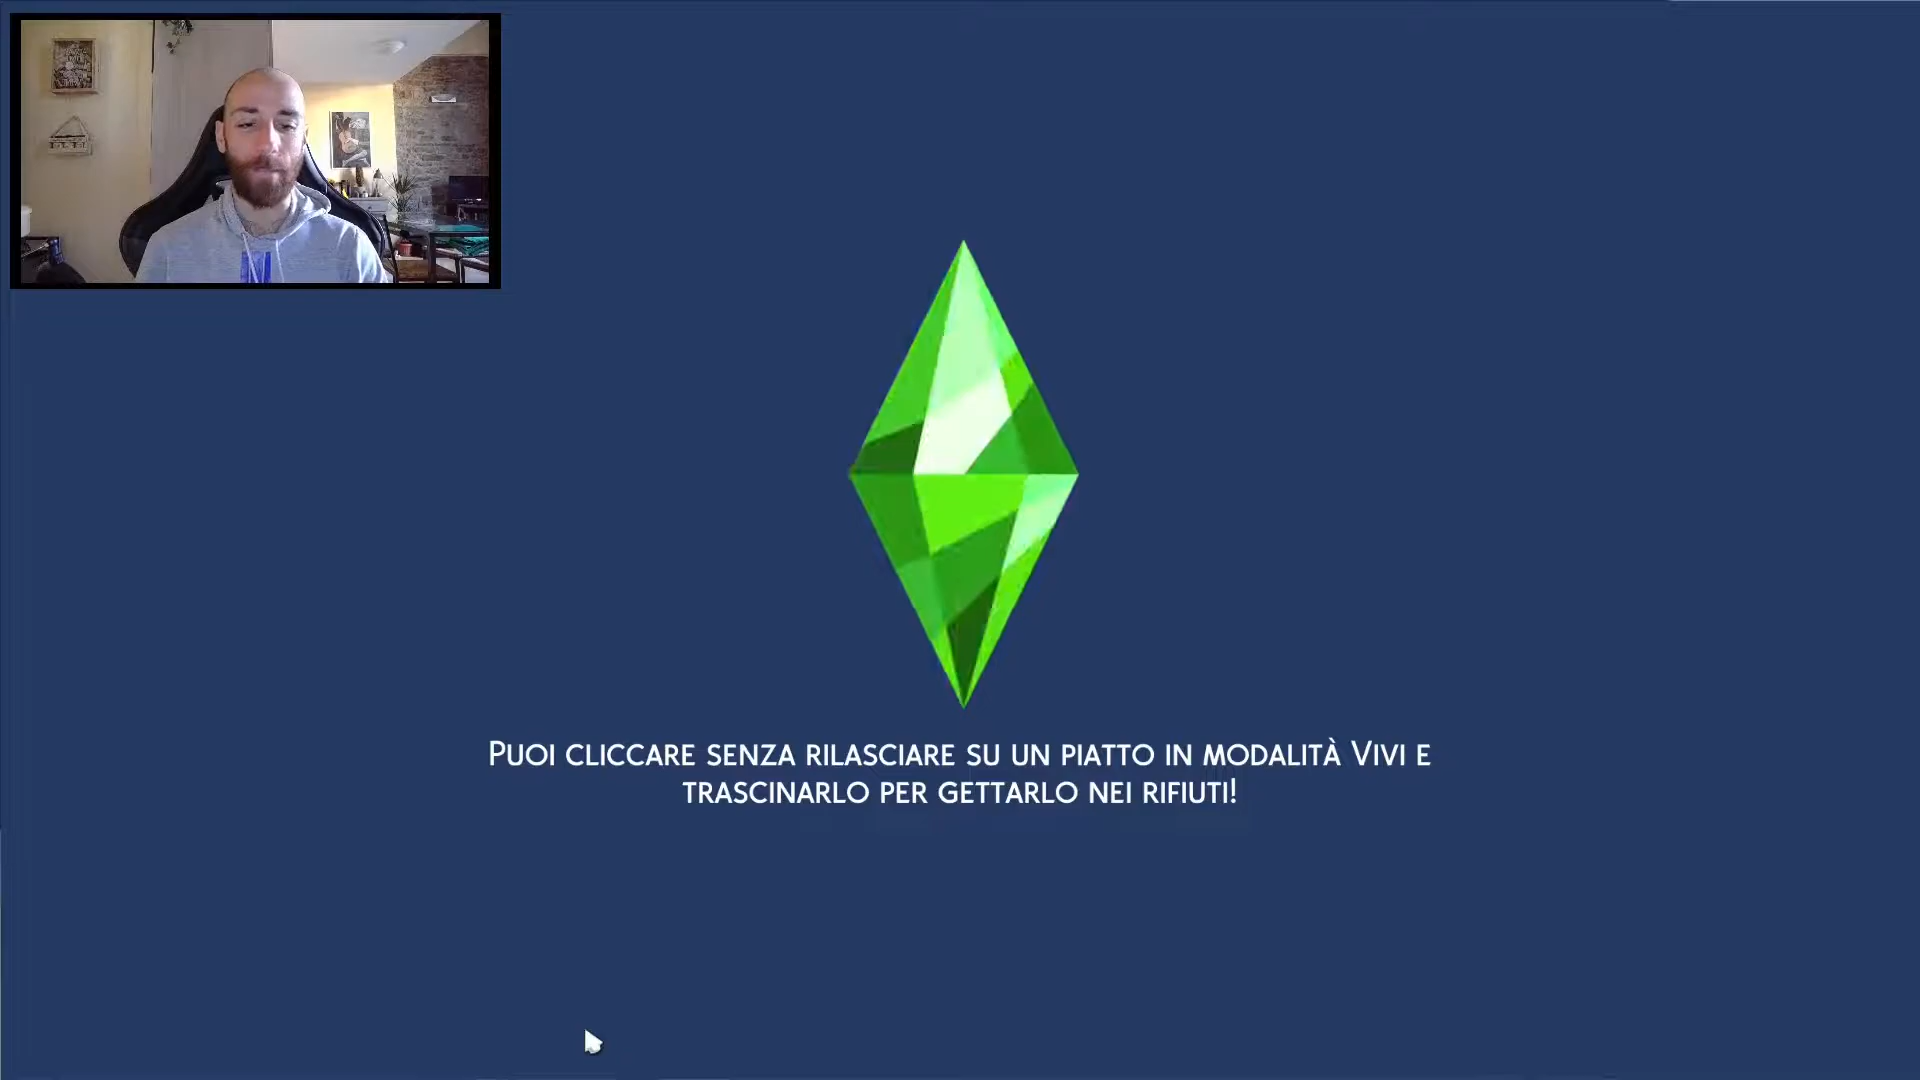 Puoi cliccare senza rilasciare su un piatto in modalità Vivi e
trascinarlo per gettarlo nei rifiuti!